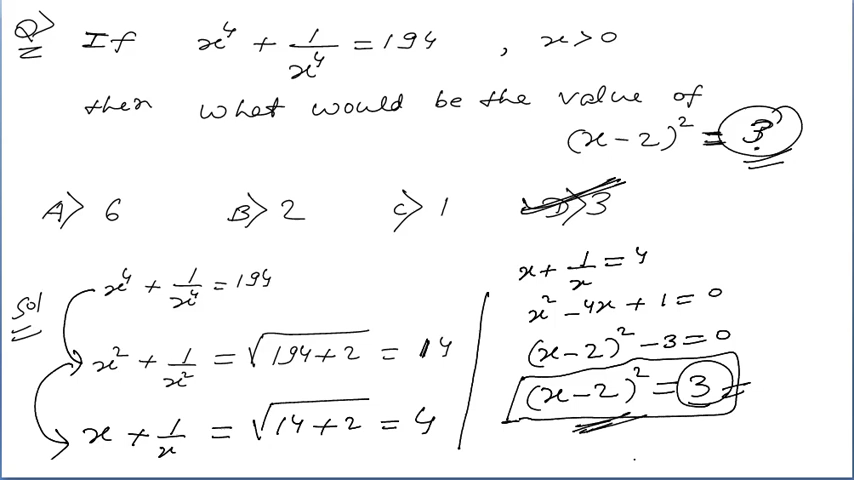 Q> If x⁴ + 1/x⁴ = 194 , x>0
then what would be the value of
(x-2)² = 3?
A> 6 B> 2 C> 1 D> 3
Sol
x⁴ + 1/x⁴ = 194
x² + 1/x² = √(194+2) = 14
x + 1/x = √(14+2) = 4
x + 1/x = 4
x² - 4x + 1 = 0
(x-2)² - 3 = 0
(x-2)² = 3